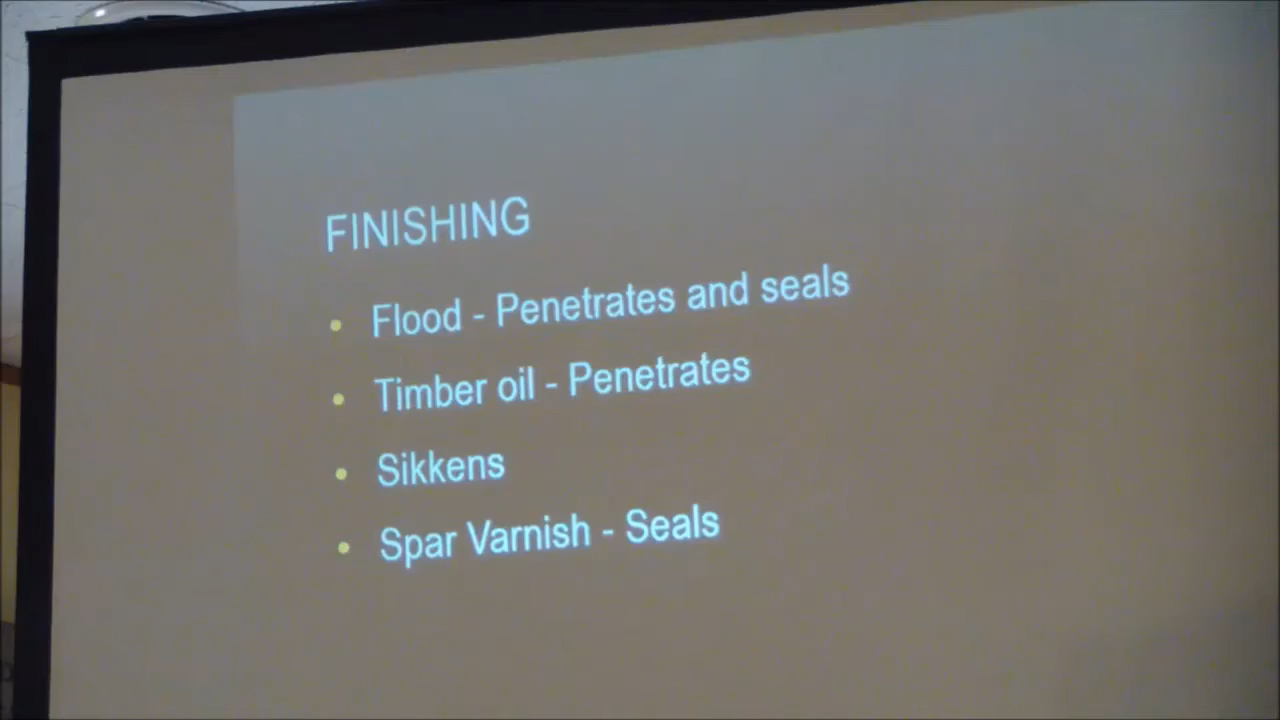 FINISHING
• Flood - Penetrates and seals
• Timber oil - Penetrates
• Sikkens
• Spar Varnish - Seals